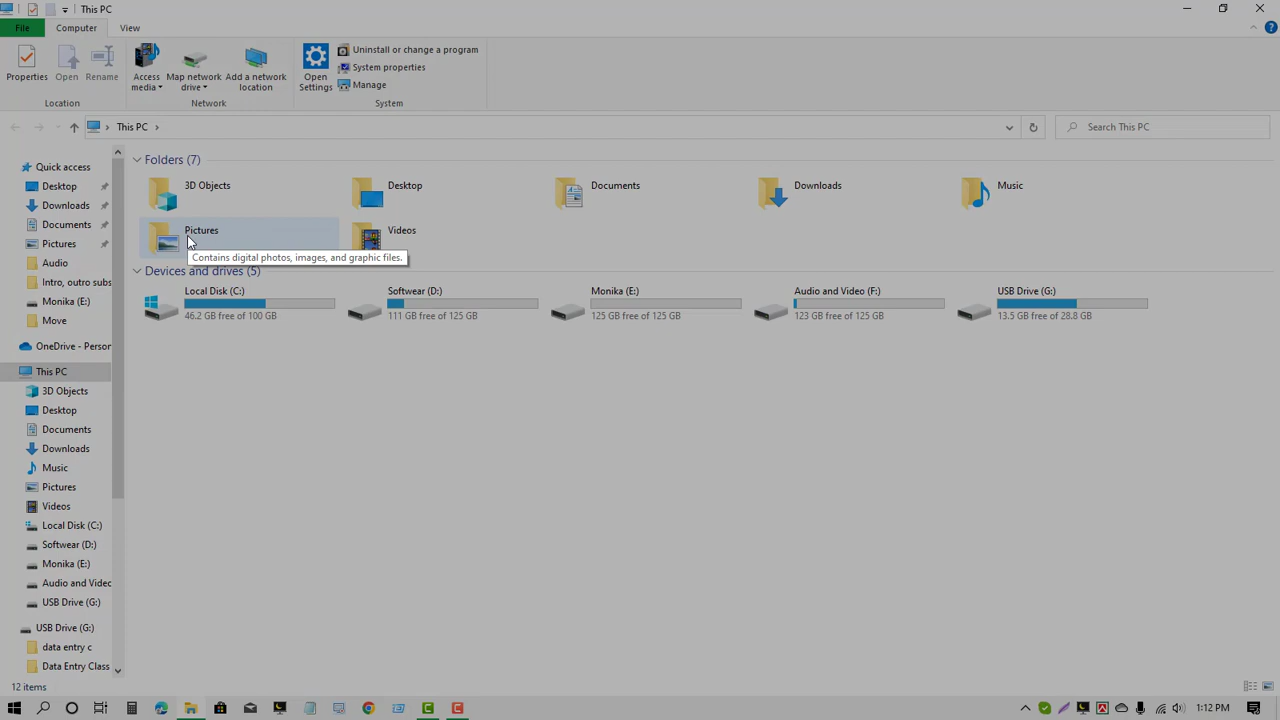 This PC
File Computer View
Properties Open Rename Access media Map network drive Add a network location Open Settings Uninstall or change a program
System properties
Manage
Location Network System
This PC Search This PC
Folders (7)
3D Objects Desktop Documents Downloads Music
Pictures Videos
Contains digital photos, images, and graphic files.
Devices and drives (5)
Local Disk (C:) Softwear (D:) Monika (E:) Audio and Video (F:) USB Drive (G:)
46.2 GB free of 100 GB 111 GB free of 125 GB 125 GB free of 125 GB 123 GB free of 125 GB 13.5 GB free of 28.8 GB
Quick access
Desktop
Downloads
Documents
Pictures
Audio
Intro, outro subs
Monika (E:)
Move
OneDrive - Person
This PC
3D Objects
Desktop
Documents
Downloads
Music
Pictures
Videos
Local Disk (C:)
Softwear (D:)
Monika (E:)
Audio and Video
USB Drive (G:)
USB Drive (G:)
data entry c
Data Entry Class
12 items
1:12 PM